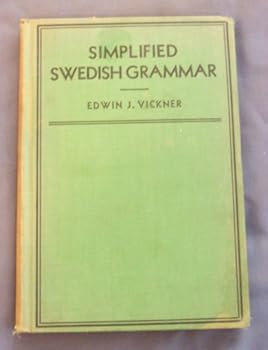 SIMPLIFIED
SWEDISH GRAMMAR
EDWIN J. VICKNER